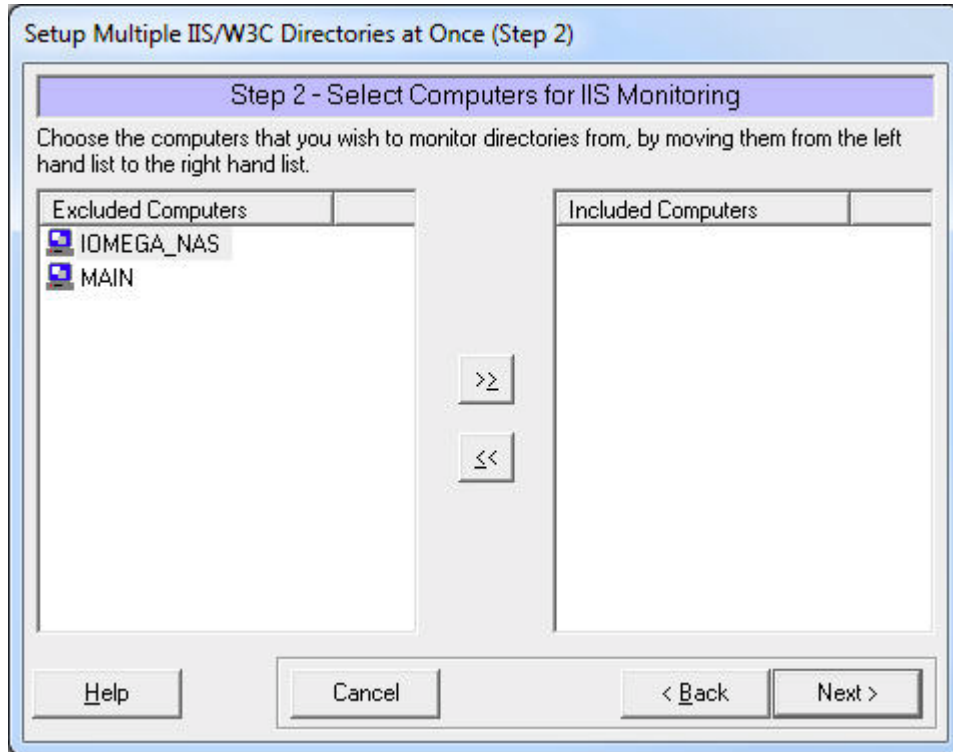 Setup Multiple IIS/W3C Directories at Once (Step 2)
Step 2 - Select Computers for IIS Monitoring
Choose the computers that you wish to monitor directories from, by moving them from the left
hand list to the right hand list.
Excluded Computers
Included Computers
IOMEGA_NAS
MAIN
>>
<<
Help
Cancel
< Back
Next >